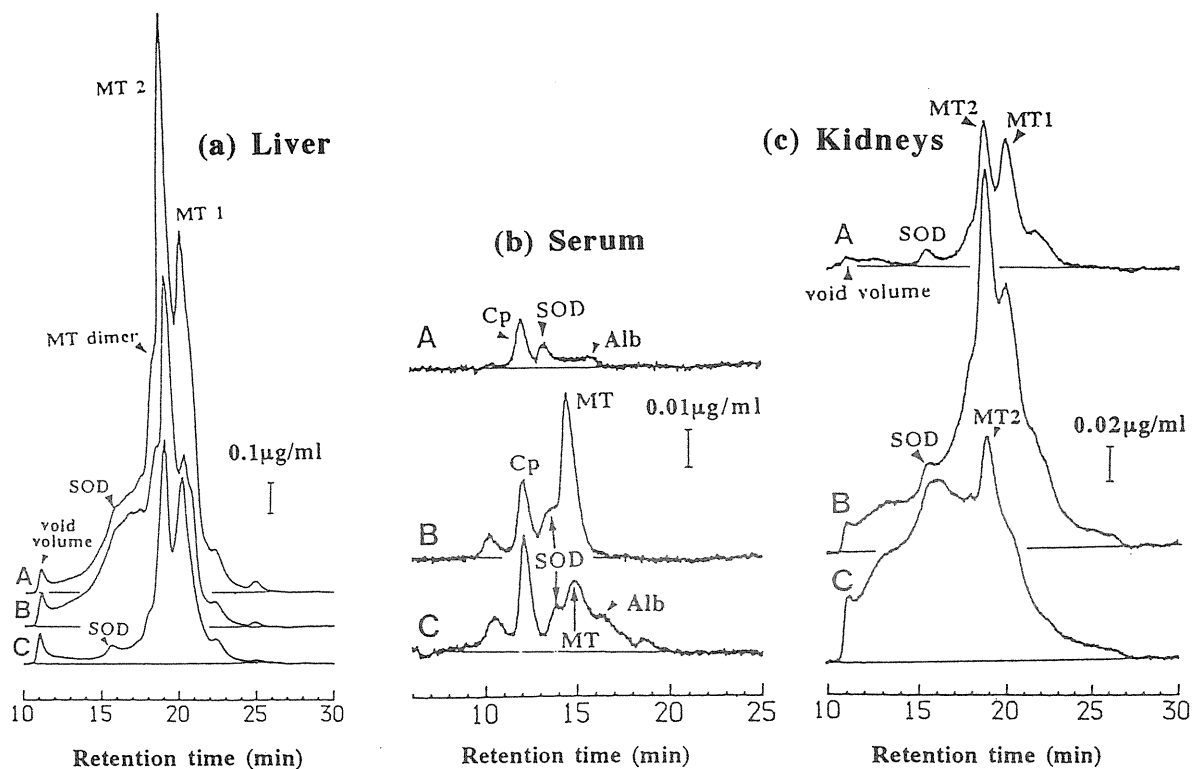 (a) Liver
MT 2
MT 1
MT dimer
SOD
void
volume
0.1µg/ml
A
B
C
SOD
10 15 20 25 30
Retention time (min)
(b) Serum
A
Cp
SOD
Alb
0.01µg/ml
MT
Cp
B
SOD
C
Alb
MT
10 15 20 25
Retention time (min)
(c) Kidneys
MT2
MT1
A
SOD
void volume
0.02µg/ml
MT2
SOD
B
C
10 15 20 25 30
Retention time (min)